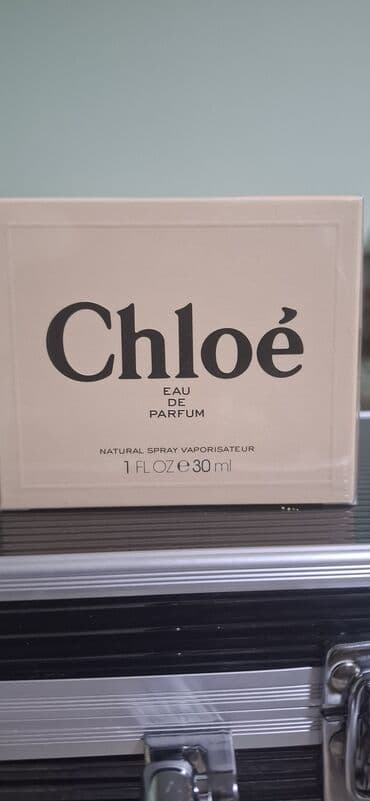 Chloé
EAU
DE
PARFUM
NATURAL SPRAY VAPORISATEUR
1 FL OZ ℮ 30 ml